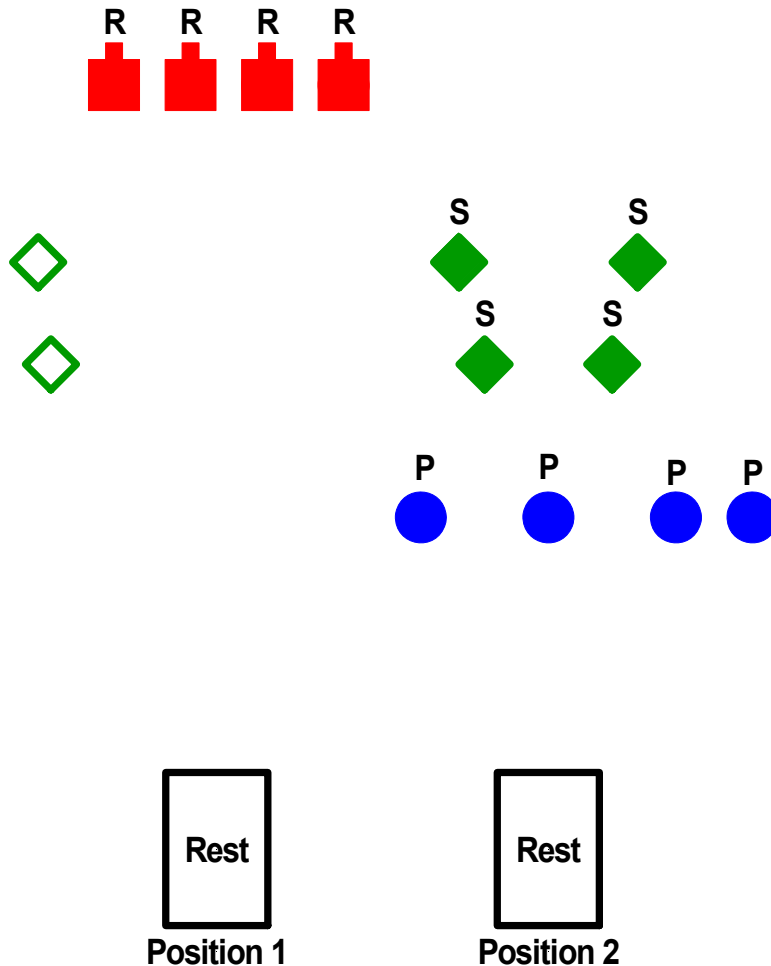 R R R R
S S
S S
P P P P
Rest Rest
Position 1 Position 2